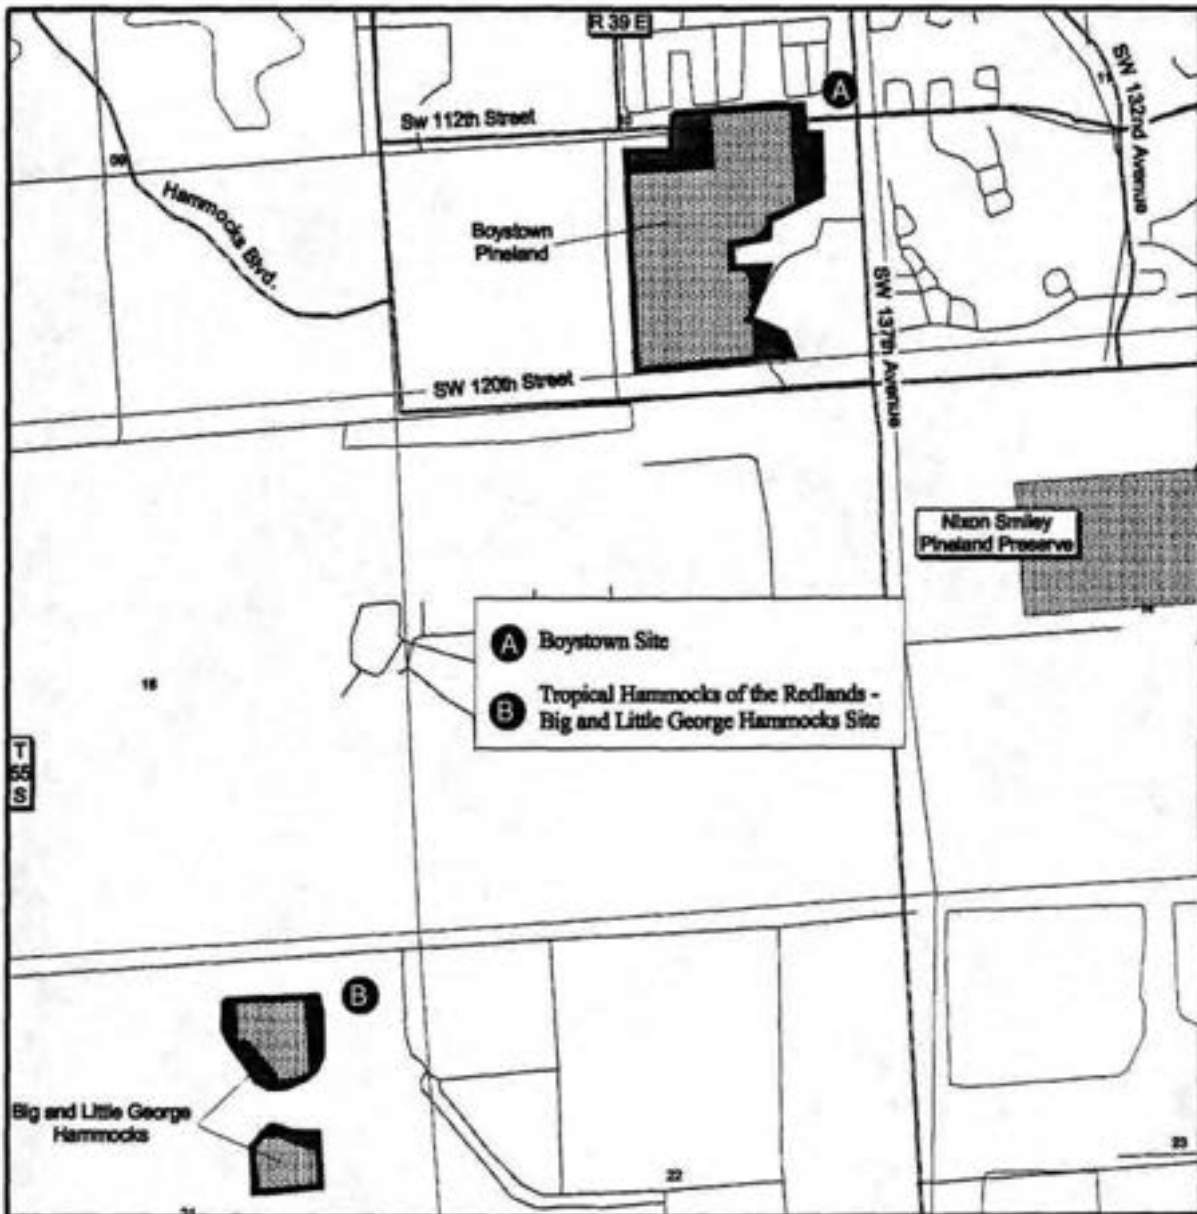 R 39 E
A
SW 132nd Avenue
Sw 112th Street
09
Hammocks Blvd.
Boystown
Pineland
SW 137th Avenue
SW 120th Street
Nixon Smiley
Pineland Preserve
A Boystown Site
B Tropical Hammocks of the Redlands -
Big and Little George Hammocks Site
T
55
S
B
Big and Little George
Hammocks
22
23